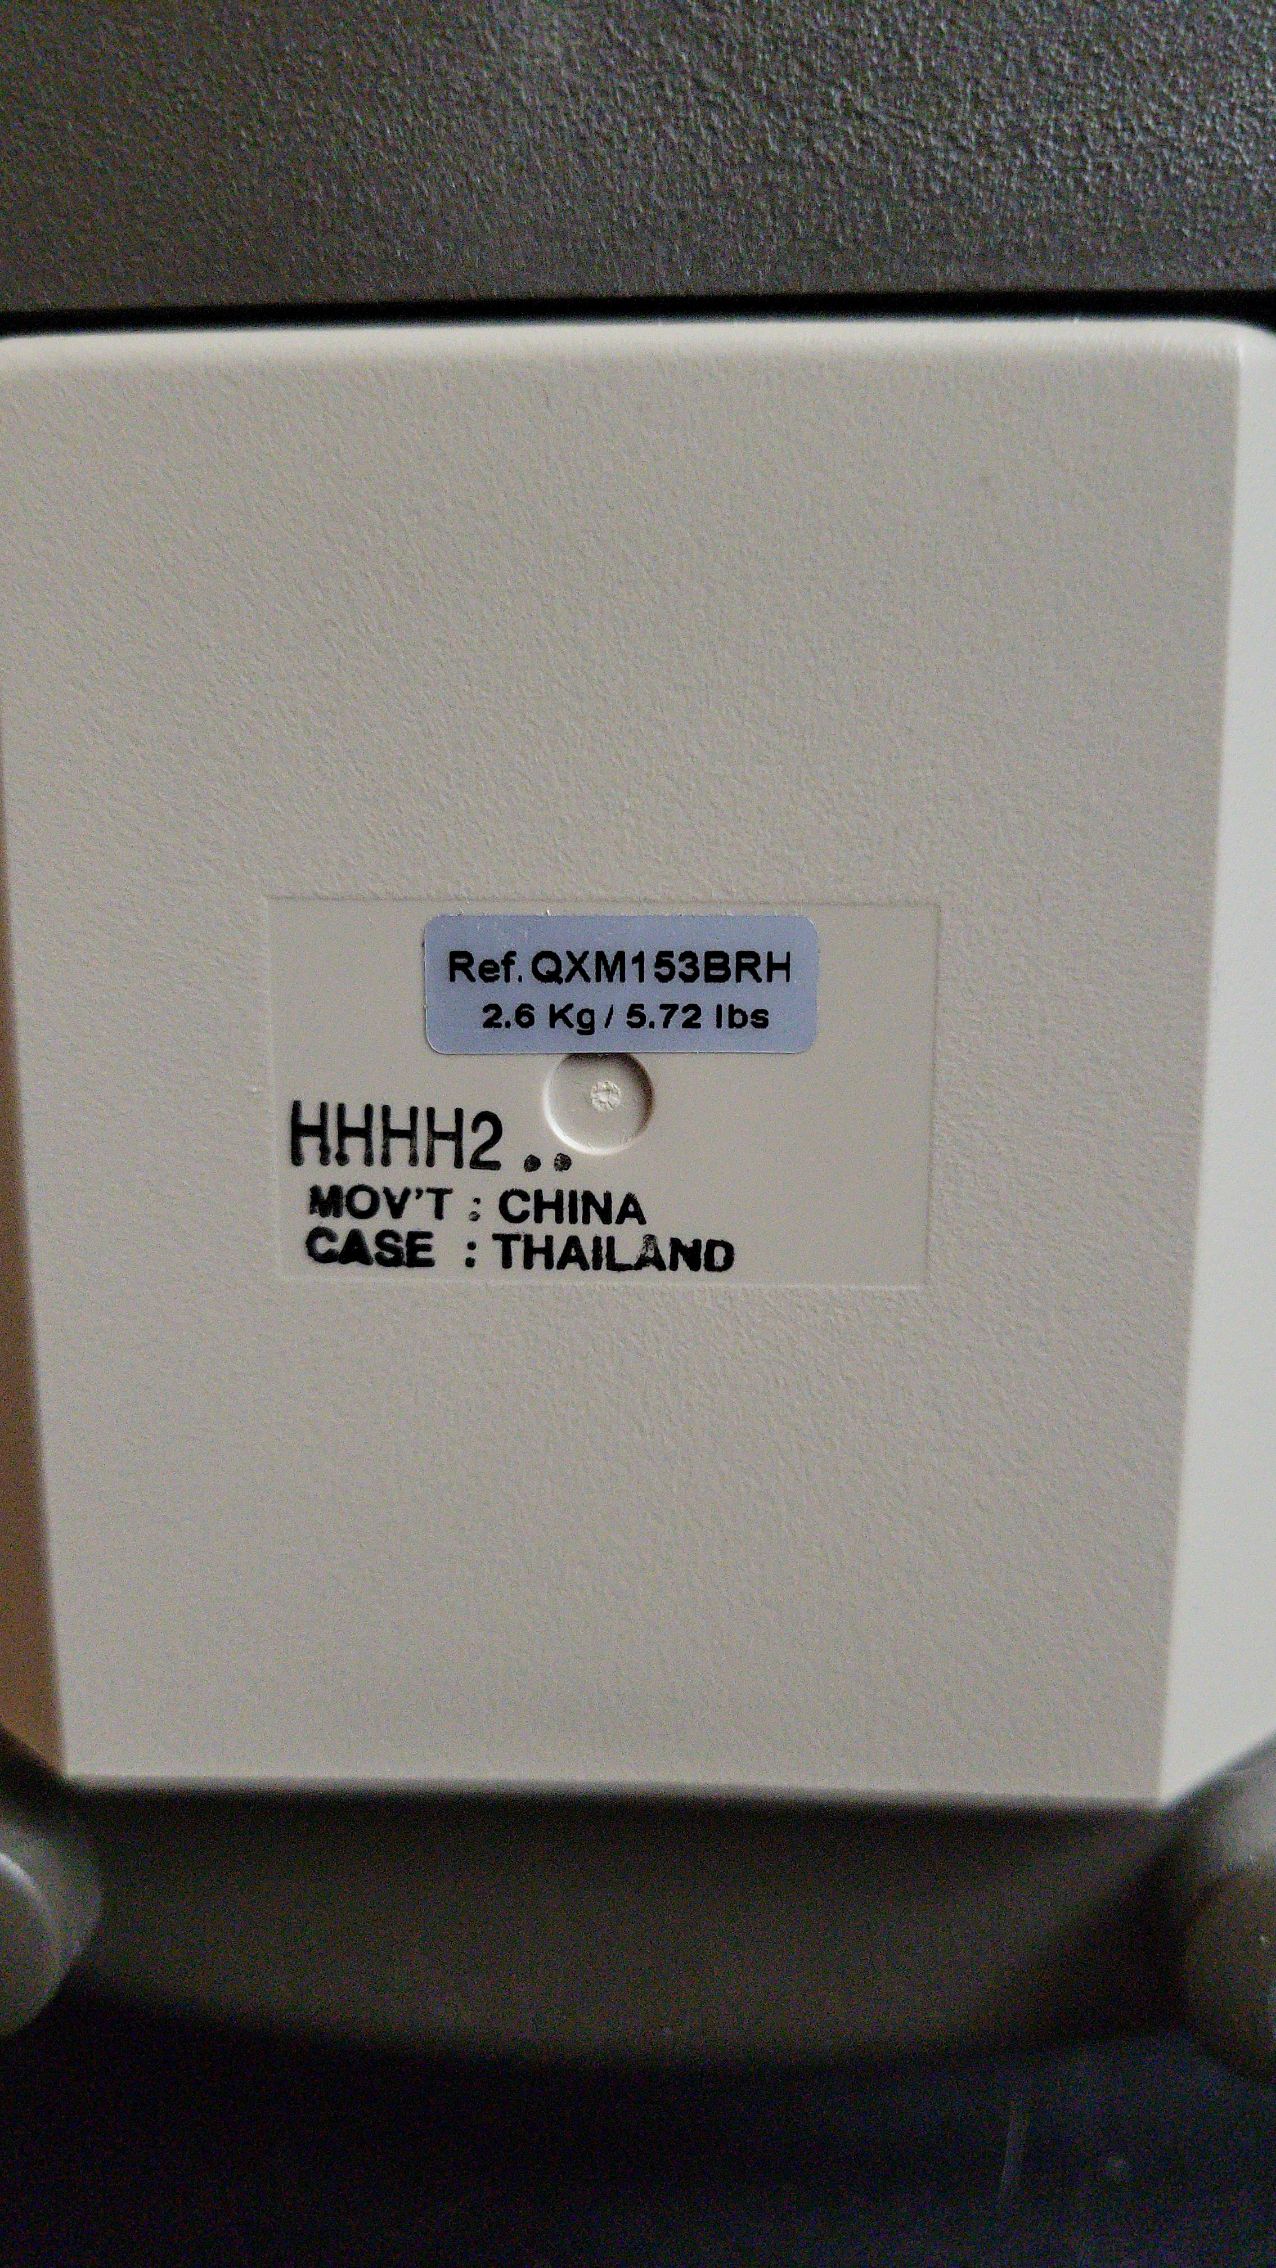 Ref. QXM153BRH
2.6 Kg / 5.72 lbs
HHHH2..
MOV'T : CHINA
CASE : THAILAND